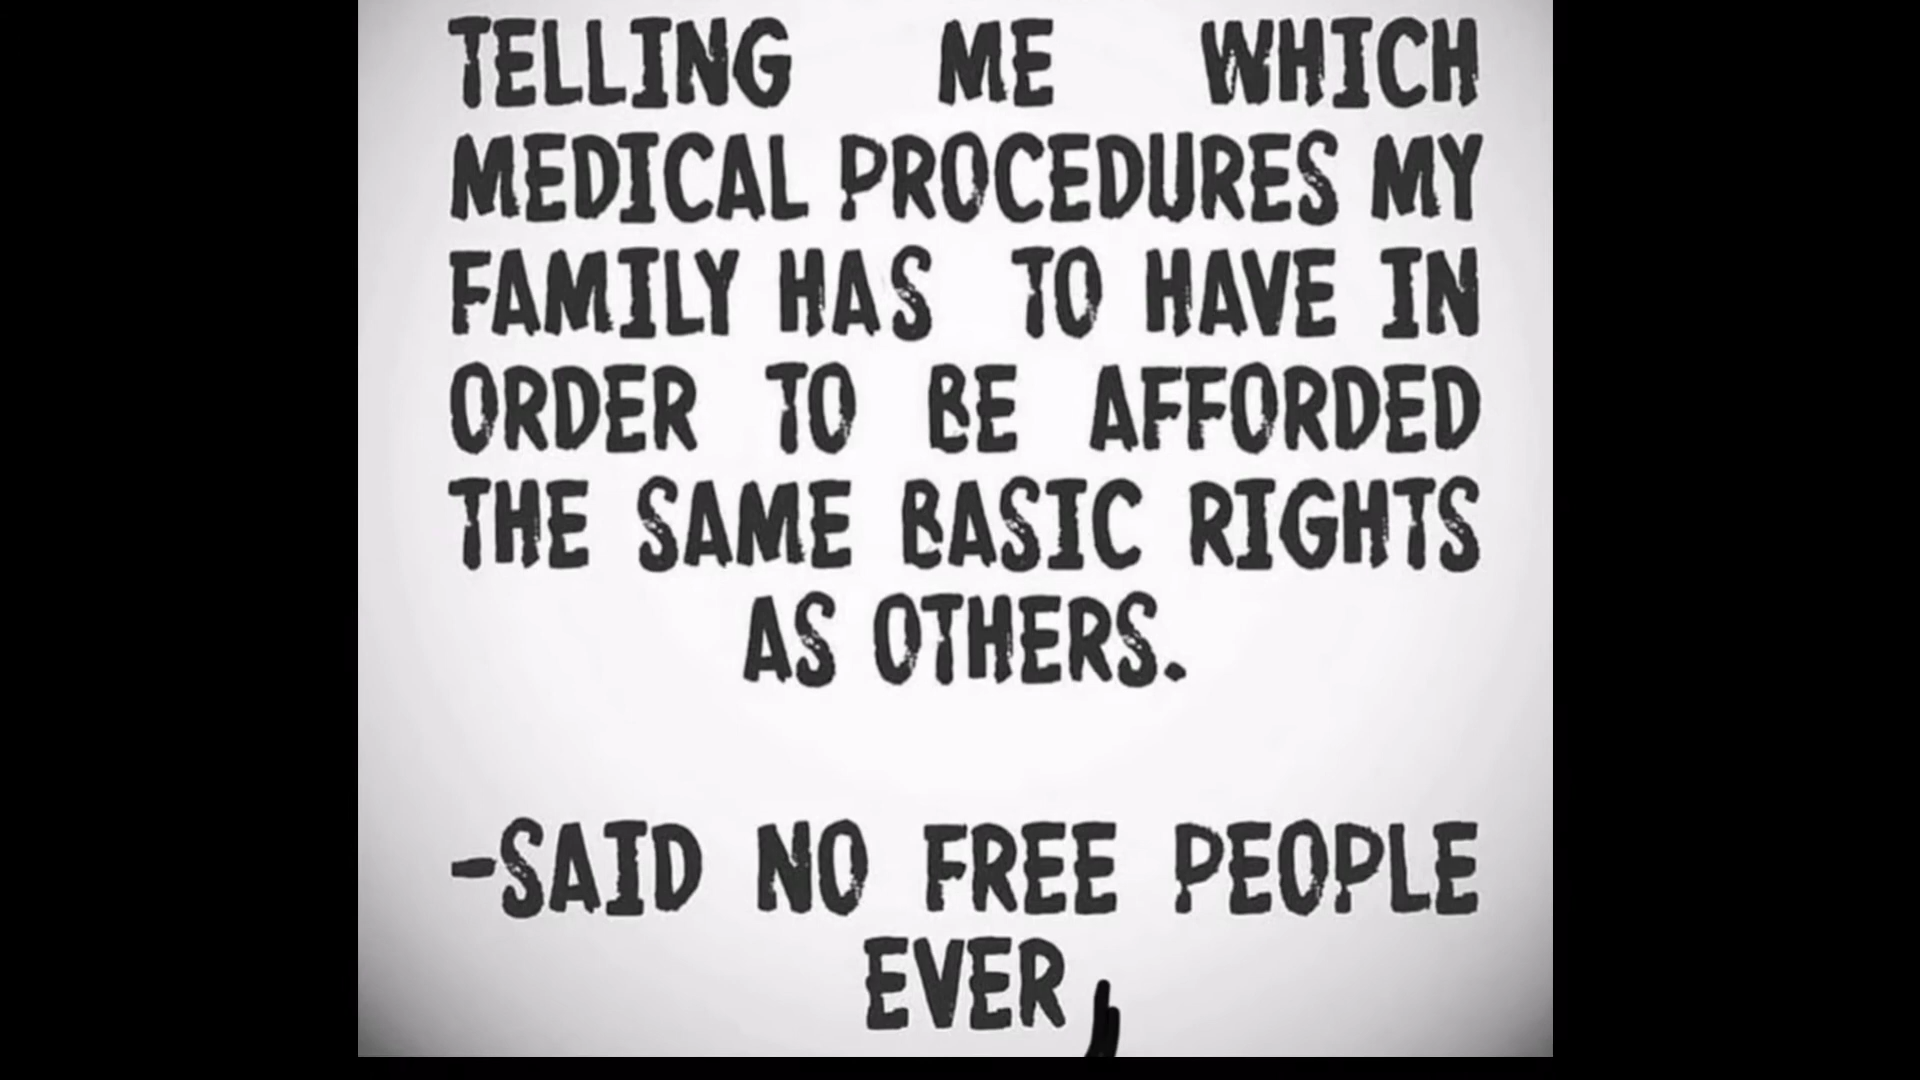 TELLING ME WHICH
MEDICAL PROCEDURES MY
FAMILY HAS TO HAVE IN
ORDER TO BE AFFORDED
THE SAME BASIC RIGHTS
AS OTHERS.
-SAID NO FREE PEOPLE
EVER,